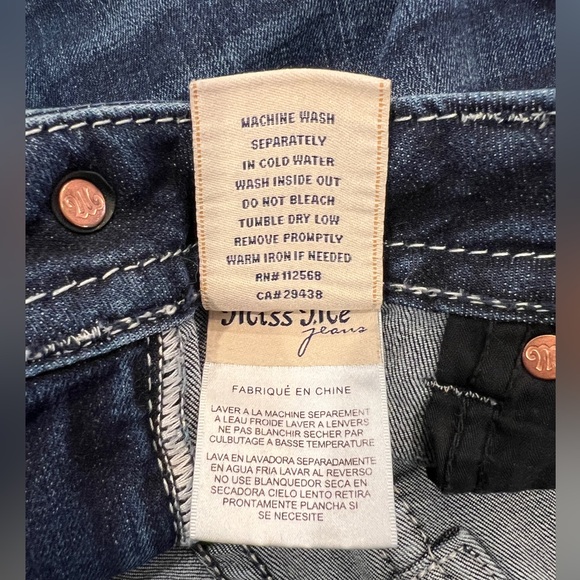 MACHINE WASH
SEPARATELY
IN COLD WATER
WASH INSIDE OUT
DO NOT BLEACH
TUMBLE DRY LOW
REMOVE PROMPTLY
WARM IRON IF NEEDED
RN#112568
CA#29438
Miss Me
jeans
FABRIQUÉ EN CHINE
LAVER A LA MACHINE SEPAREMENT
A LEAU FROIDE LAVER A LENVERS
NE PAS BLANCHIR SECHER PAR
CULBUTAGE A BASSE TEMPERATURE
LAVA EN LAVADORA SEPARADAMENTE
EN AGUA FRIA LAVAR AL REVERSO
NO USE BLANQUEDOR SECA EN
SECADORA CIELO LENTO RETIRA
PRONTAMENTE PLANCHA SI
SE NECESITE
M
M